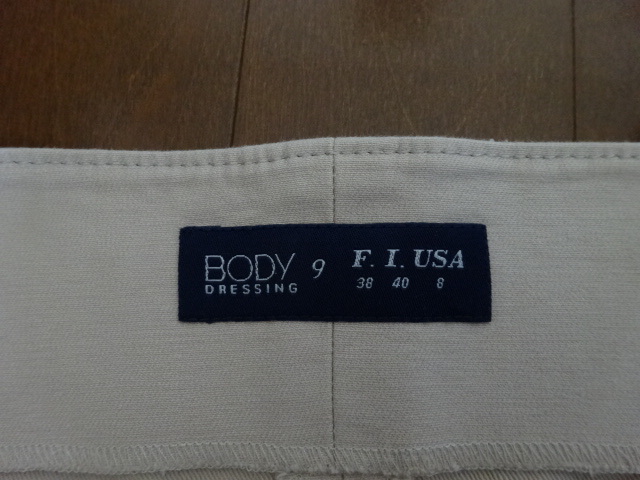 BODY
DRESSING
9
F. I. USA
38 40 8